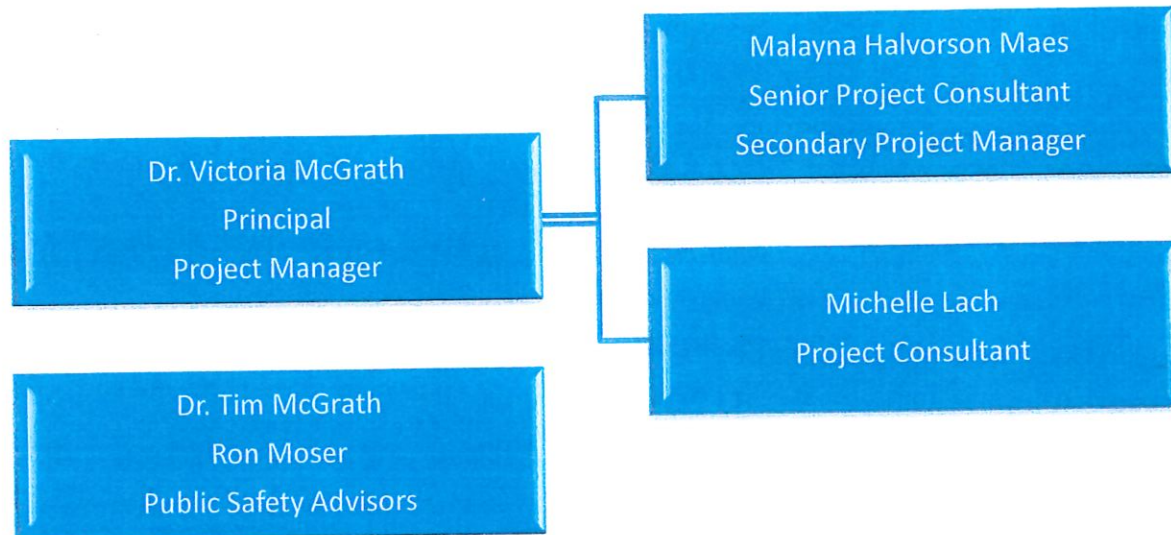 Dr. Victoria McGrath
Principal
Project Manager
Malayna Halvorson Maes
Senior Project Consultant
Secondary Project Manager
Michelle Lach
Project Consultant
Dr. Tim McGrath
Ron Moser
Public Safety Advisors